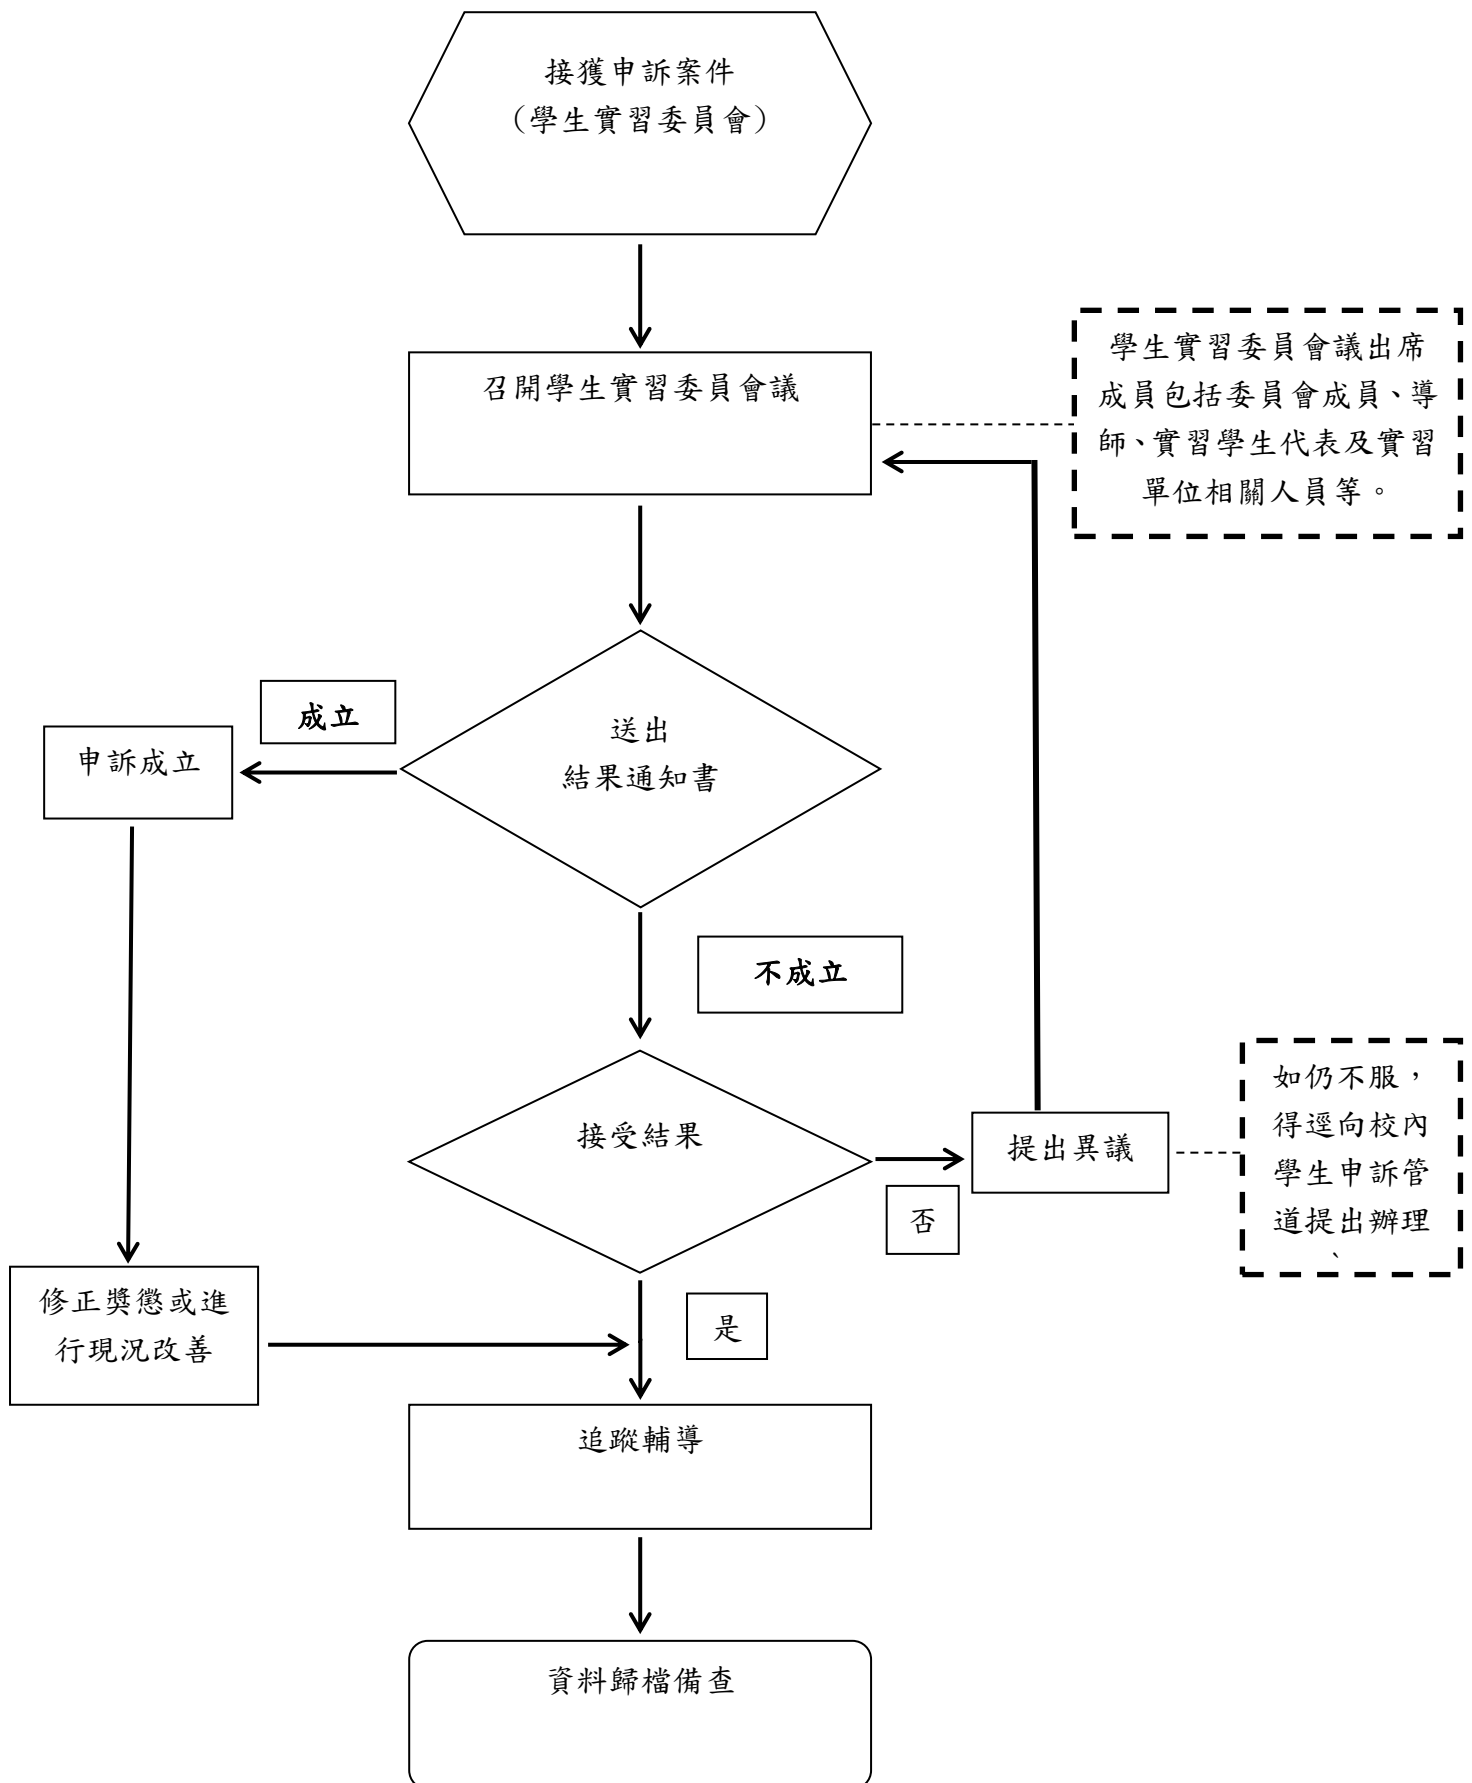 接獲申訴案件
(學生實習委員會)
召開學生實習委員會議
學生實習委員會議出席
成員包括委員會成員、導
師、實習學生代表及實習
單位相關人員等。
成立
申訴成立
送出
結果通知書
不成立
接受結果
提出異議
否
如仍不服，
得逕向校內
學生申訴管
道提出辦理
、
修正獎懲或進
行現況改善
是
追蹤輔導
資料歸檔備查